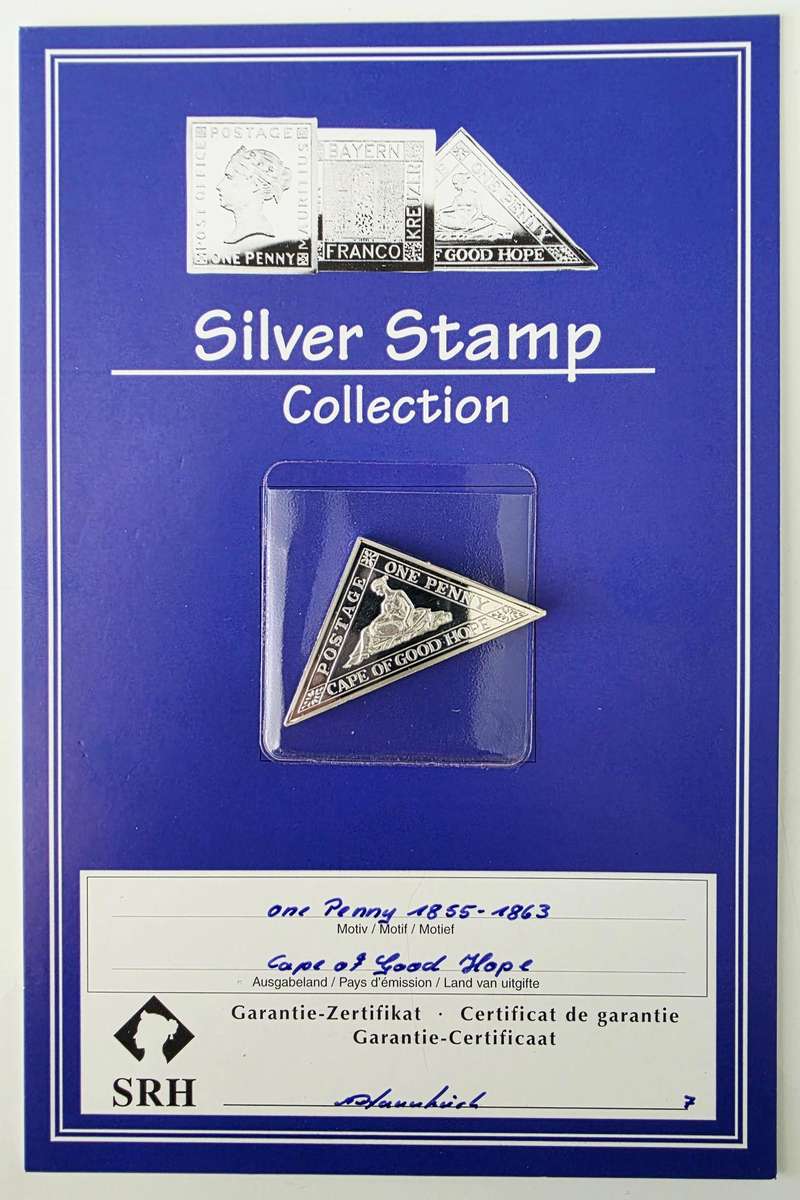 POSTAGE
POST OFFICE
MAURITIUS
ONE PENNY
BAYERN
KREUZER
FRANCO
ONE PENNY
F GOOD HOPE
Silver Stamp
Collection
POSTAGE
ONE PENNY
CAPE OF GOOD HOPE
one Penny 1855-1863
Motiv / Motif / Motief
Cape of Good Hope
Ausgabeland / Pays d'émission / Land van uitgifte
Garantie-Zertifikat · Certificat de garantie
Garantie-Certificaat
SRH
7